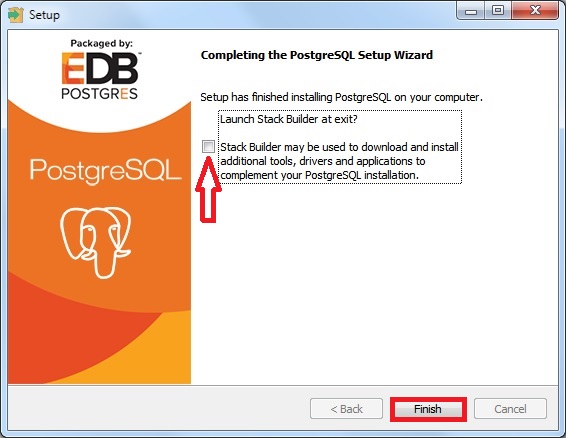 Setup
Packaged by:
EDB
POSTGRES
PostgreSQL
Completing the PostgreSQL Setup Wizard
Setup has finished installing PostgreSQL on your computer.
Launch Stack Builder at exit?
Stack Builder may be used to download and install
additional tools, drivers and applications to
complement your PostgreSQL installation.
< Back
Finish
Cancel